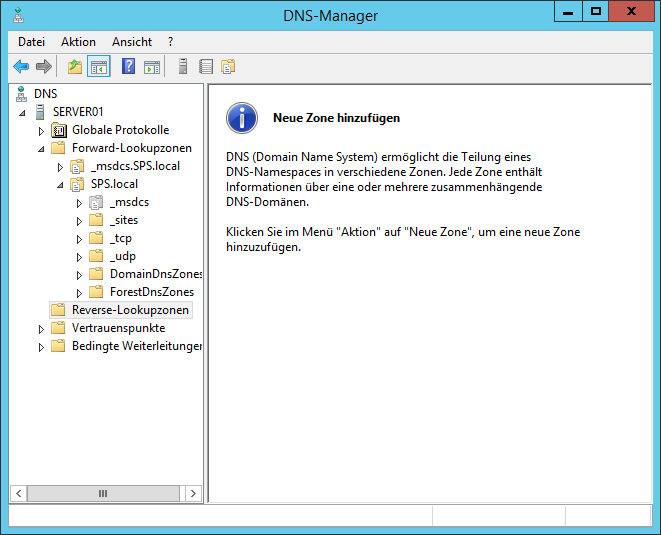 DNS-Manager
Datei Aktion Ansicht ?
DNS
SERVER01
Globale Protokolle
Forward-Lookupzonen
_msdcs.SPS.local
SPS.local
_msdcs
_sites
_tcp
_udp
DomainDnsZones
ForestDnsZones
Reverse-Lookupzonen
Vertrauenspunkte
Bedingte Weiterleitunger
Neue Zone hinzufügen
DNS (Domain Name System) ermöglicht die Teilung eines
DNS-Namespaces in verschiedene Zonen. Jede Zone enthält
Informationen über eine oder mehrere zusammenhängende
DNS-Domänen.
Klicken Sie im Menü "Aktion" auf "Neue Zone", um eine neue Zone
hinzuzufügen.